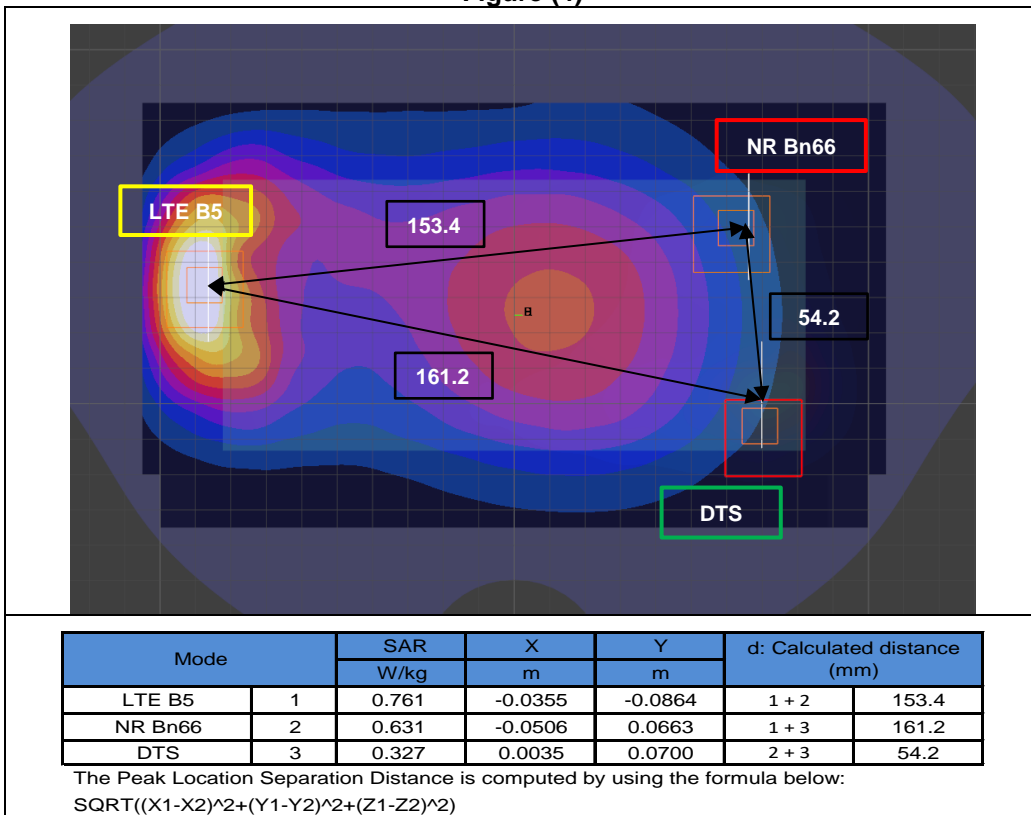 NR Bn66
LTE B5
153.4
54.2
161.2
DTS
Mode SAR X Y d: Calculated distance
W/kg m m (mm)
LTE B5 1 0.761 -0.0355 -0.0864 1 + 2 153.4
NR Bn66 2 0.631 -0.0506 0.0663 1 + 3 161.2
DTS 3 0.327 0.0035 0.0700 2 + 3 54.2
The Peak Location Separation Distance is computed by using the formula below:
SQRT((X1-X2)^2+(Y1-Y2)^2+(Z1-Z2)^2)